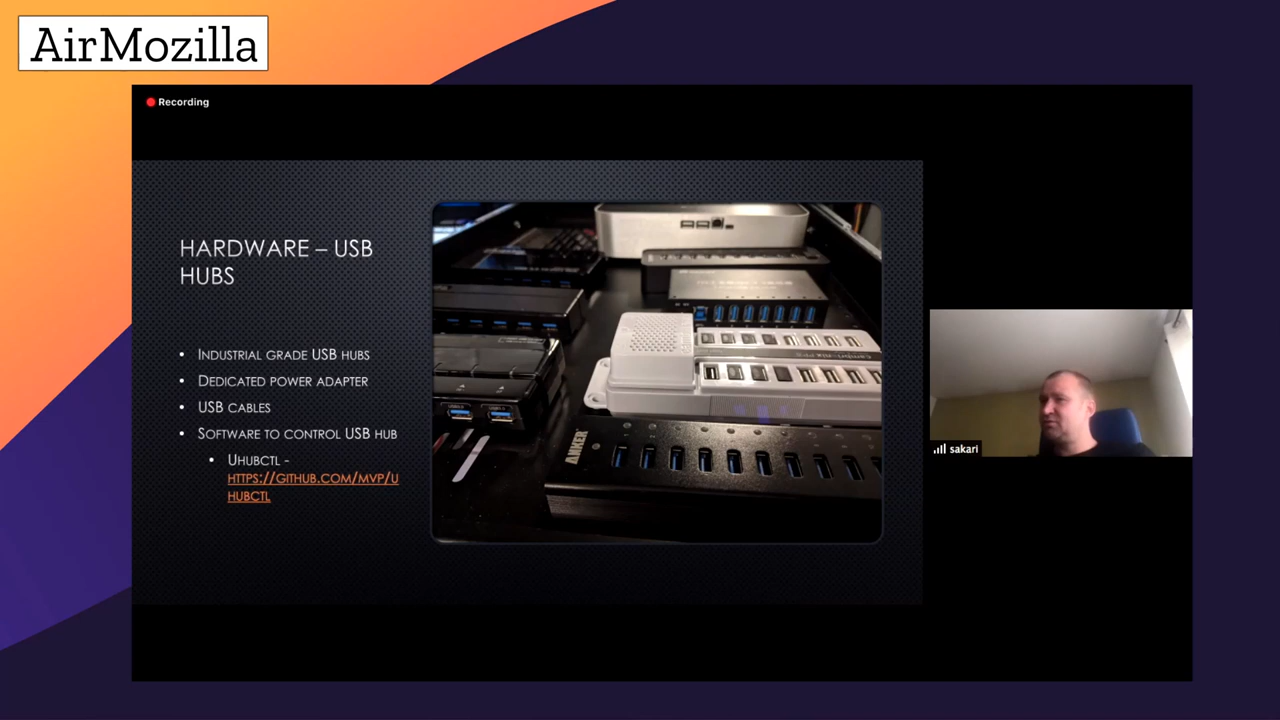 AirMozilla
Recording
HARDWARE – USB
HUBS
• INDUSTRIAL GRADE USB HUBS
• DEDICATED POWER ADAPTER
• USB CABLES
• SOFTWARE TO CONTROL USB HUB
• UHUBCTL -
HTTPS://GITHUB.COM/MVP/U
HUBCTL
ANKER
sakari